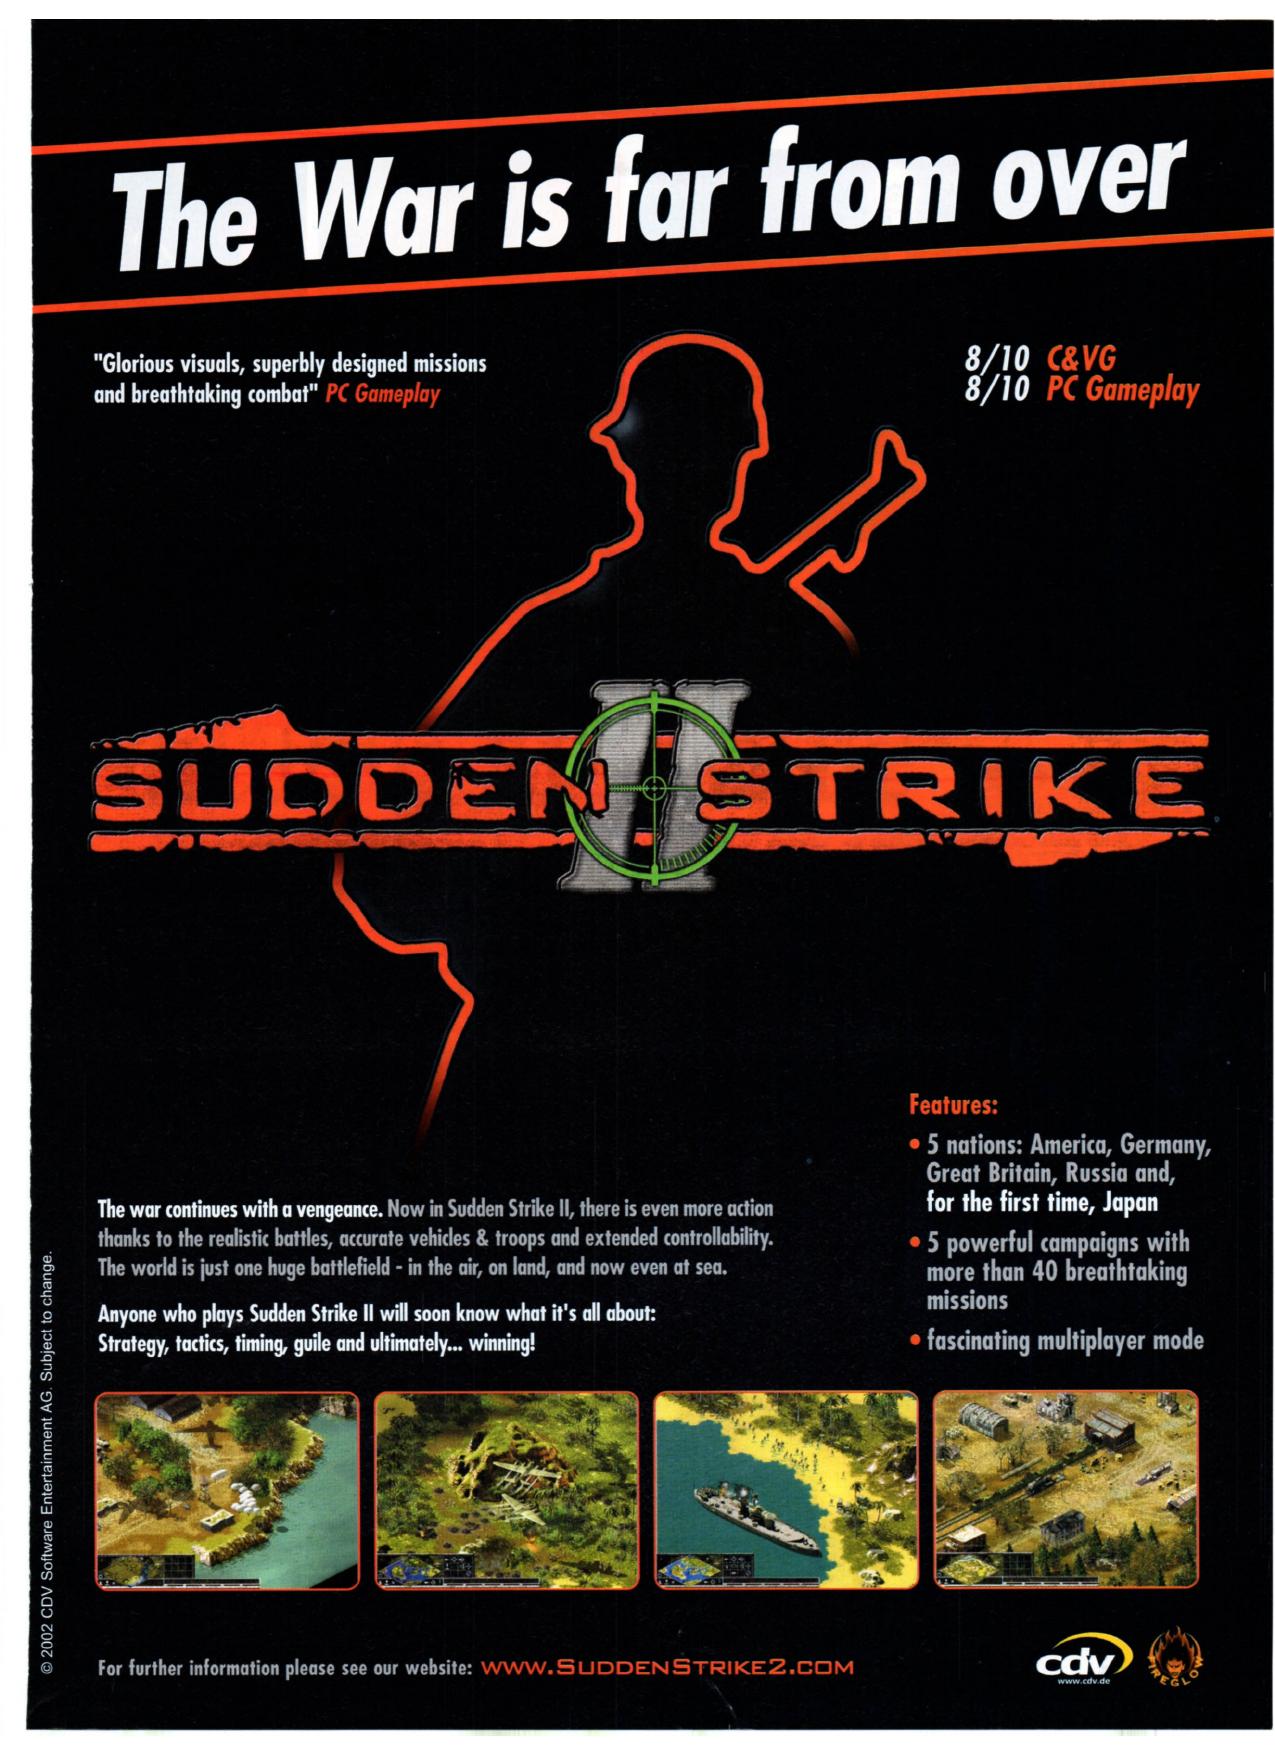 The War is far from over
"Glorious visuals, superbly designed missions
and breathtaking combat" PC Gameplay
8/10 C&VG
8/10 PC Gameplay
SUDDEN II STRIKE
Features:
• 5 nations: America, Germany,
Great Britain, Russia and,
for the first time, Japan
• 5 powerful campaigns with
more than 40 breathtaking
missions
• fascinating multiplayer mode
The war continues with a vengeance. Now in Sudden Strike II, there is even more action
thanks to the realistic battles, accurate vehicles & troops and extended controllability.
The world is just one huge battlefield - in the air, on land, and now even at sea.
Anyone who plays Sudden Strike II will soon know what it's all about:
Strategy, tactics, timing, guile and ultimately... winning!
© 2002 CDV Software Entertainment AG. Subject to change.
For further information please see our website: WWW.SUDDENSTRIKE2.COM
cdv
www.cdv.de
FIREGLOW